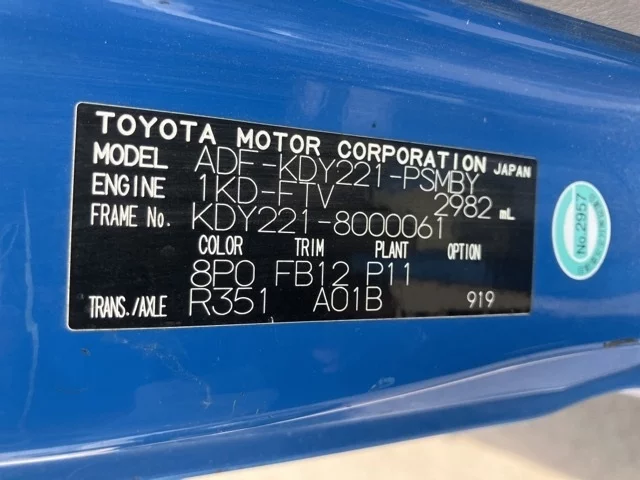 TOYOTA MOTOR CORPORATION JAPAN
MODEL ADF-KDY221-PSMBY
ENGINE 1KD-FTV 2982 mL
FRAME No. KDY221-8000061
COLOR TRIM PLANT OPTION
8P0 FB12 P11
TRANS./AXLE R351 A01B 919
No.2957